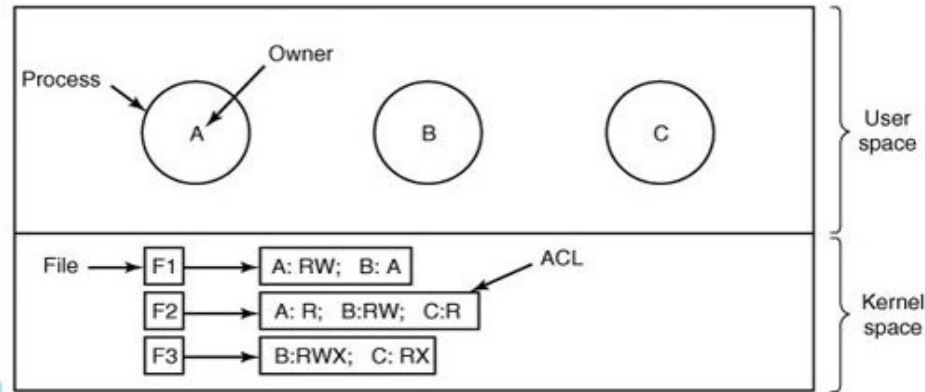 Owner
Process
A
B
C
User
space
File
F1
A: RW; B: A
ACL
F2
A: R; B:RW; C:R
F3
B:RWX; C: RX
Kernel
space